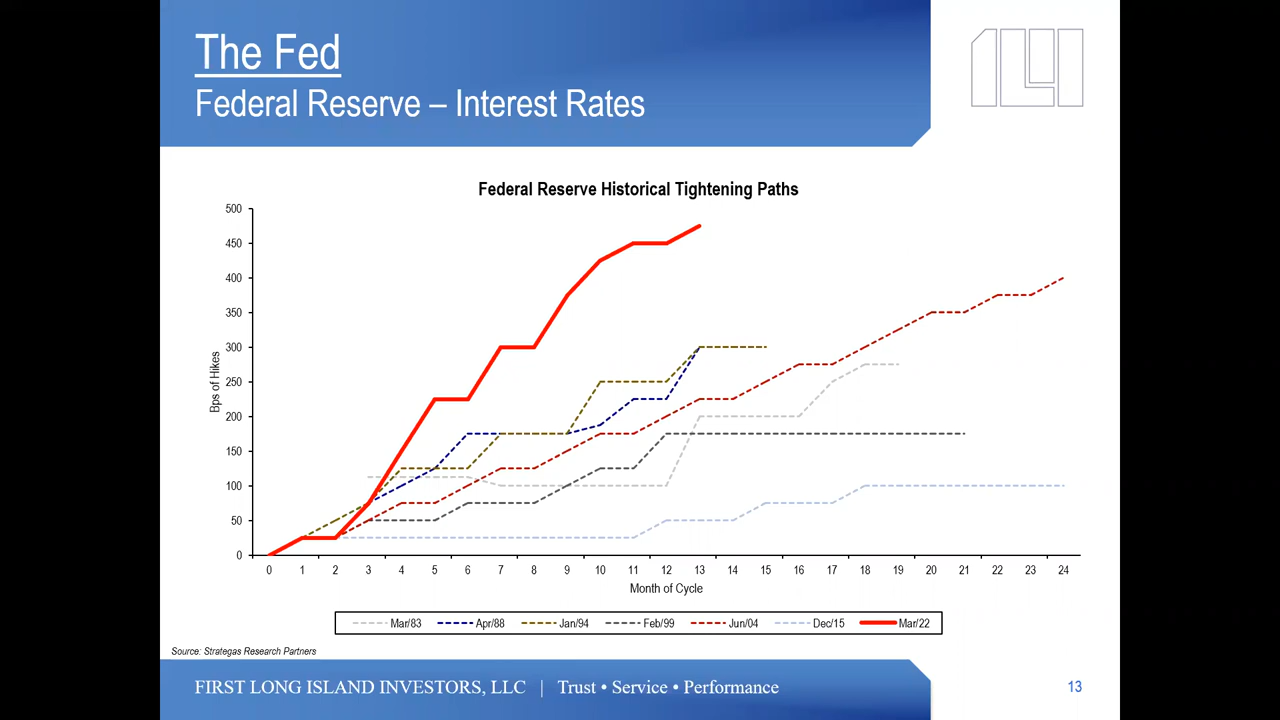 The Fed
Federal Reserve – Interest Rates
Federal Reserve Historical Tightening Paths
500
450
400
350
300
250
200
150
100
50
0
Bps of Hikes
0 1 2 3 4 5 6 7 8 9 10 11 12 13 14 15 16 17 18 19 20 21 22 23 24
Month of Cycle
Mar/83 Apr/88 Jan/94 Feb/99 Jun/04 Dec/15 Mar/22
Source: Strategas Research Partners
FIRST LONG ISLAND INVESTORS, LLC | Trust • Service • Performance
13